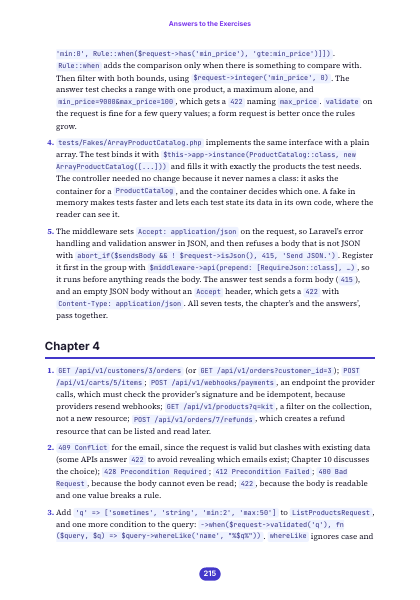 Answers to the Exercises
'min:0', Rule::when($request->has('min_price'), 'gte:min_price')]]).
Rule::when adds the comparison only when there is something to compare with.
Then filter with both bounds, using $request->integer('min_price', 0). The
answer test checks a range with one product, a maximum alone, and
min_price=9000&max_price=100, which gets a 422 naming max_price. validate on
the request is fine for a few query values; a form request is better once the rules
grow.
4. tests/Fakes/ArrayProductCatalog.php implements the same interface with a plain
array. The test binds it with $this->app->instance(ProductCatalog::class, new
ArrayProductCatalog([...])) and fills it with exactly the products the test needs.
The controller needed no change because it never names a class: it asks the
container for a ProductCatalog, and the container decides which one. A fake in
memory makes tests faster and lets each test state its data in its own code, where the
reader can see it.
5. The middleware sets Accept: application/json on the request, so Laravel's error
handling and validation answer in JSON, and then refuses a body that is not JSON
with abort_if($sendsBody && ! $request->isJson(), 415, 'Send JSON.'). Register
it first in the group with $middleware->api(prepend: [RequireJson::class], …), so
it runs before anything reads the body. The answer test sends a form body (415),
and an empty JSON body without an Accept header, which gets a 422 with
Content-Type: application/json. All seven tests, the chapter's and the answers',
pass together.
Chapter 4
1. GET /api/v1/customers/3/orders (or GET /api/v1/orders?customer_id=3); POST
/api/v1/carts/5/items; POST /api/v1/webhooks/payments, an endpoint the provider
calls, which must check the provider's signature and be idempotent, because
providers resend webhooks; GET /api/v1/products?q=kit, a filter on the collection,
not a new resource; POST /api/v1/orders/7/refunds, which creates a refund
resource that can be listed and read later.
2. 409 Conflict for the email, since the request is valid but clashes with existing data
(some APIs answer 422 to avoid revealing which emails exist; Chapter 10 discusses
the choice); 428 Precondition Required; 412 Precondition Failed; 400 Bad
Request, because the body cannot even be read; 422, because the body is readable
and one value breaks a rule.
3. Add 'q' => ['sometimes', 'string', 'min:2', 'max:50'] to ListProductsRequest,
and one more condition to the query: ->when($request->validated('q'), fn
($query, $q) => $query->whereLike('name', "%$q%")). whereLike ignores case and
215